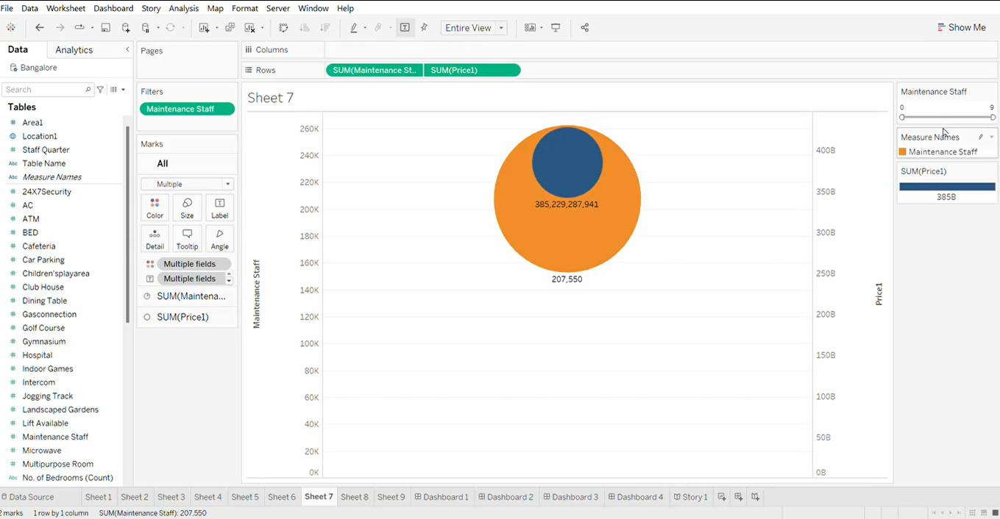 File Data Worksheet Dashboard Story Analysis Map Format Server Window Help
Entire View
Show Me
Data Analytics
Bangalore
Search
Tables
Area1
Location1
Staff Quarter
Abc Table Name
Abc Measure Names
24X7Security
AC
ATM
BED
Cafeteria
Car Parking
Children'splayarea
Club House
Dining Table
Gasconnection
Golf Course
Gymnasium
Hospital
Indoor Games
Intercom
Jogging Track
Landscaped Gardens
Lift Available
Maintenance Staff
Microwave
Multipurpose Room
Abc No. of Bedrooms (Count)
Pages
Filters
Maintenance Staff
Marks
All
Multiple
Color Size Label
Detail Tooltip Angle
Multiple fields
Multiple fields
SUM(Maintena...
SUM(Price1)
Columns
Rows SUM(Maintenance St.. SUM(Price1)
Sheet 7
Maintenance Staff
260K
240K
220K
200K
180K
160K
140K
120K
100K
80K
60K
40K
20K
0K
385,229,287,941
207,550
400B
350B
300B
250B
200B
150B
100B
50B
0B
Price1
Maintenance Staff
0 9
Measure Names
Maintenance Staff
SUM(Price1)
385B
Data Source Sheet 1 Sheet 2 Sheet 3 Sheet 4 Sheet 5 Sheet 6 Sheet 7 Sheet 8 Sheet 9 Dashboard 1 Dashboard 2 Dashboard 3 Dashboard 4 Story 1
2 marks 1 row by 1 column SUM(Maintenance Staff): 207,550